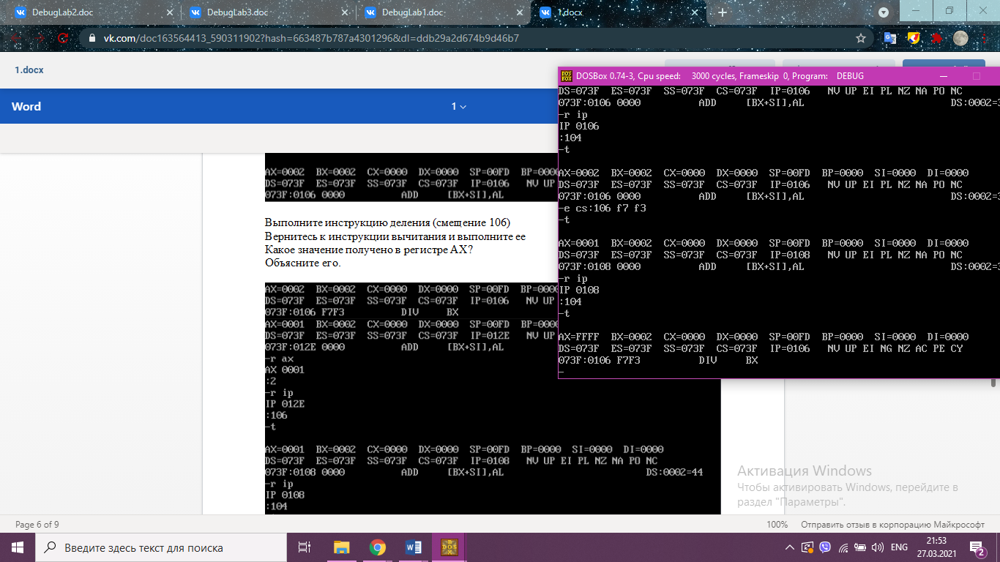 DebugLab2.doc
DebugLab3.doc
DebugLab1.doc
1.docx
vk.com/doc163564413_590311902?hash=663487b787a4301296&dl=ddb29a2d674b9d46b7
1.docx
Word
1
AX=0002 BX=0002 CX=0000 DX=0000 SP=00FD BP=0000
DS=073F ES=073F SS=073F CS=073F IP=0106 NV UP
073F:0106 0000 ADD [BX+SI],AL
Выполните инструкцию деления (смещение 106)
Вернитесь к инструкции вычитания и выполните ее
Какое значение получено в регистре AX?
Объясните его.
AX=0002 BX=0002 CX=0000 DX=0000 SP=00FD BP=0000
DS=073F ES=073F SS=073F CS=073F IP=0106 NV UP
073F:0106 F7F3 DIV BX
AX=0001 BX=0002 CX=0000 DX=0000 SP=00FD BP=0000
DS=073F ES=073F SS=073F CS=073F IP=012E NV UP
073F:012E 0000 ADD [BX+SI],AL
-r ax
AX 0001
:2
-r ip
IP 012E
:106
-t
AX=0001 BX=0002 CX=0000 DX=0000 SP=00FD BP=0000 SI=0000 DI=0000
DS=073F ES=073F SS=073F CS=073F IP=0108 NV UP EI PL NZ NA PO NC
073F:0108 0000 ADD [BX+SI],AL DS:0002=44
-r ip
IP 0108
:104
DOSBox 0.74-3, Cpu speed: 3000 cycles, Frameskip 0, Program: DEBUG
DS=073F ES=073F SS=073F CS=073F IP=0106 NV UP EI PL NZ NA PO NC
073F:0106 0000 ADD [BX+SI],AL DS:0002=
-r ip
IP 0106
:104
-t
AX=0002 BX=0002 CX=0000 DX=0000 SP=00FD BP=0000 SI=0000 DI=0000
DS=073F ES=073F SS=073F CS=073F IP=0106 NV UP EI PL NZ NA PO NC
073F:0106 0000 ADD [BX+SI],AL DS:0002=
-e cs:106 f7 f3
-t
AX=0001 BX=0002 CX=0000 DX=0000 SP=00FD BP=0000 SI=0000 DI=0000
DS=073F ES=073F SS=073F CS=073F IP=0108 NV UP EI PL NZ NA PO NC
073F:0108 0000 ADD [BX+SI],AL DS:0002=
-r ip
IP 0108
:104
-t
AX=FFFF BX=0002 CX=0000 DX=0000 SP=00FD BP=0000 SI=0000 DI=0000
DS=073F ES=073F SS=073F CS=073F IP=0106 NV UP EI NG NZ AC PE CY
073F:0106 F7F3 DIV BX
-
Активация Windows
Чтобы активировать Windows, перейдите в
раздел "Параметры".
Page 6 of 9
100%
Отправить отзыв в корпорацию Майкрософт
Введите здесь текст для поиска
ENG
21:53
27.03.2021
2